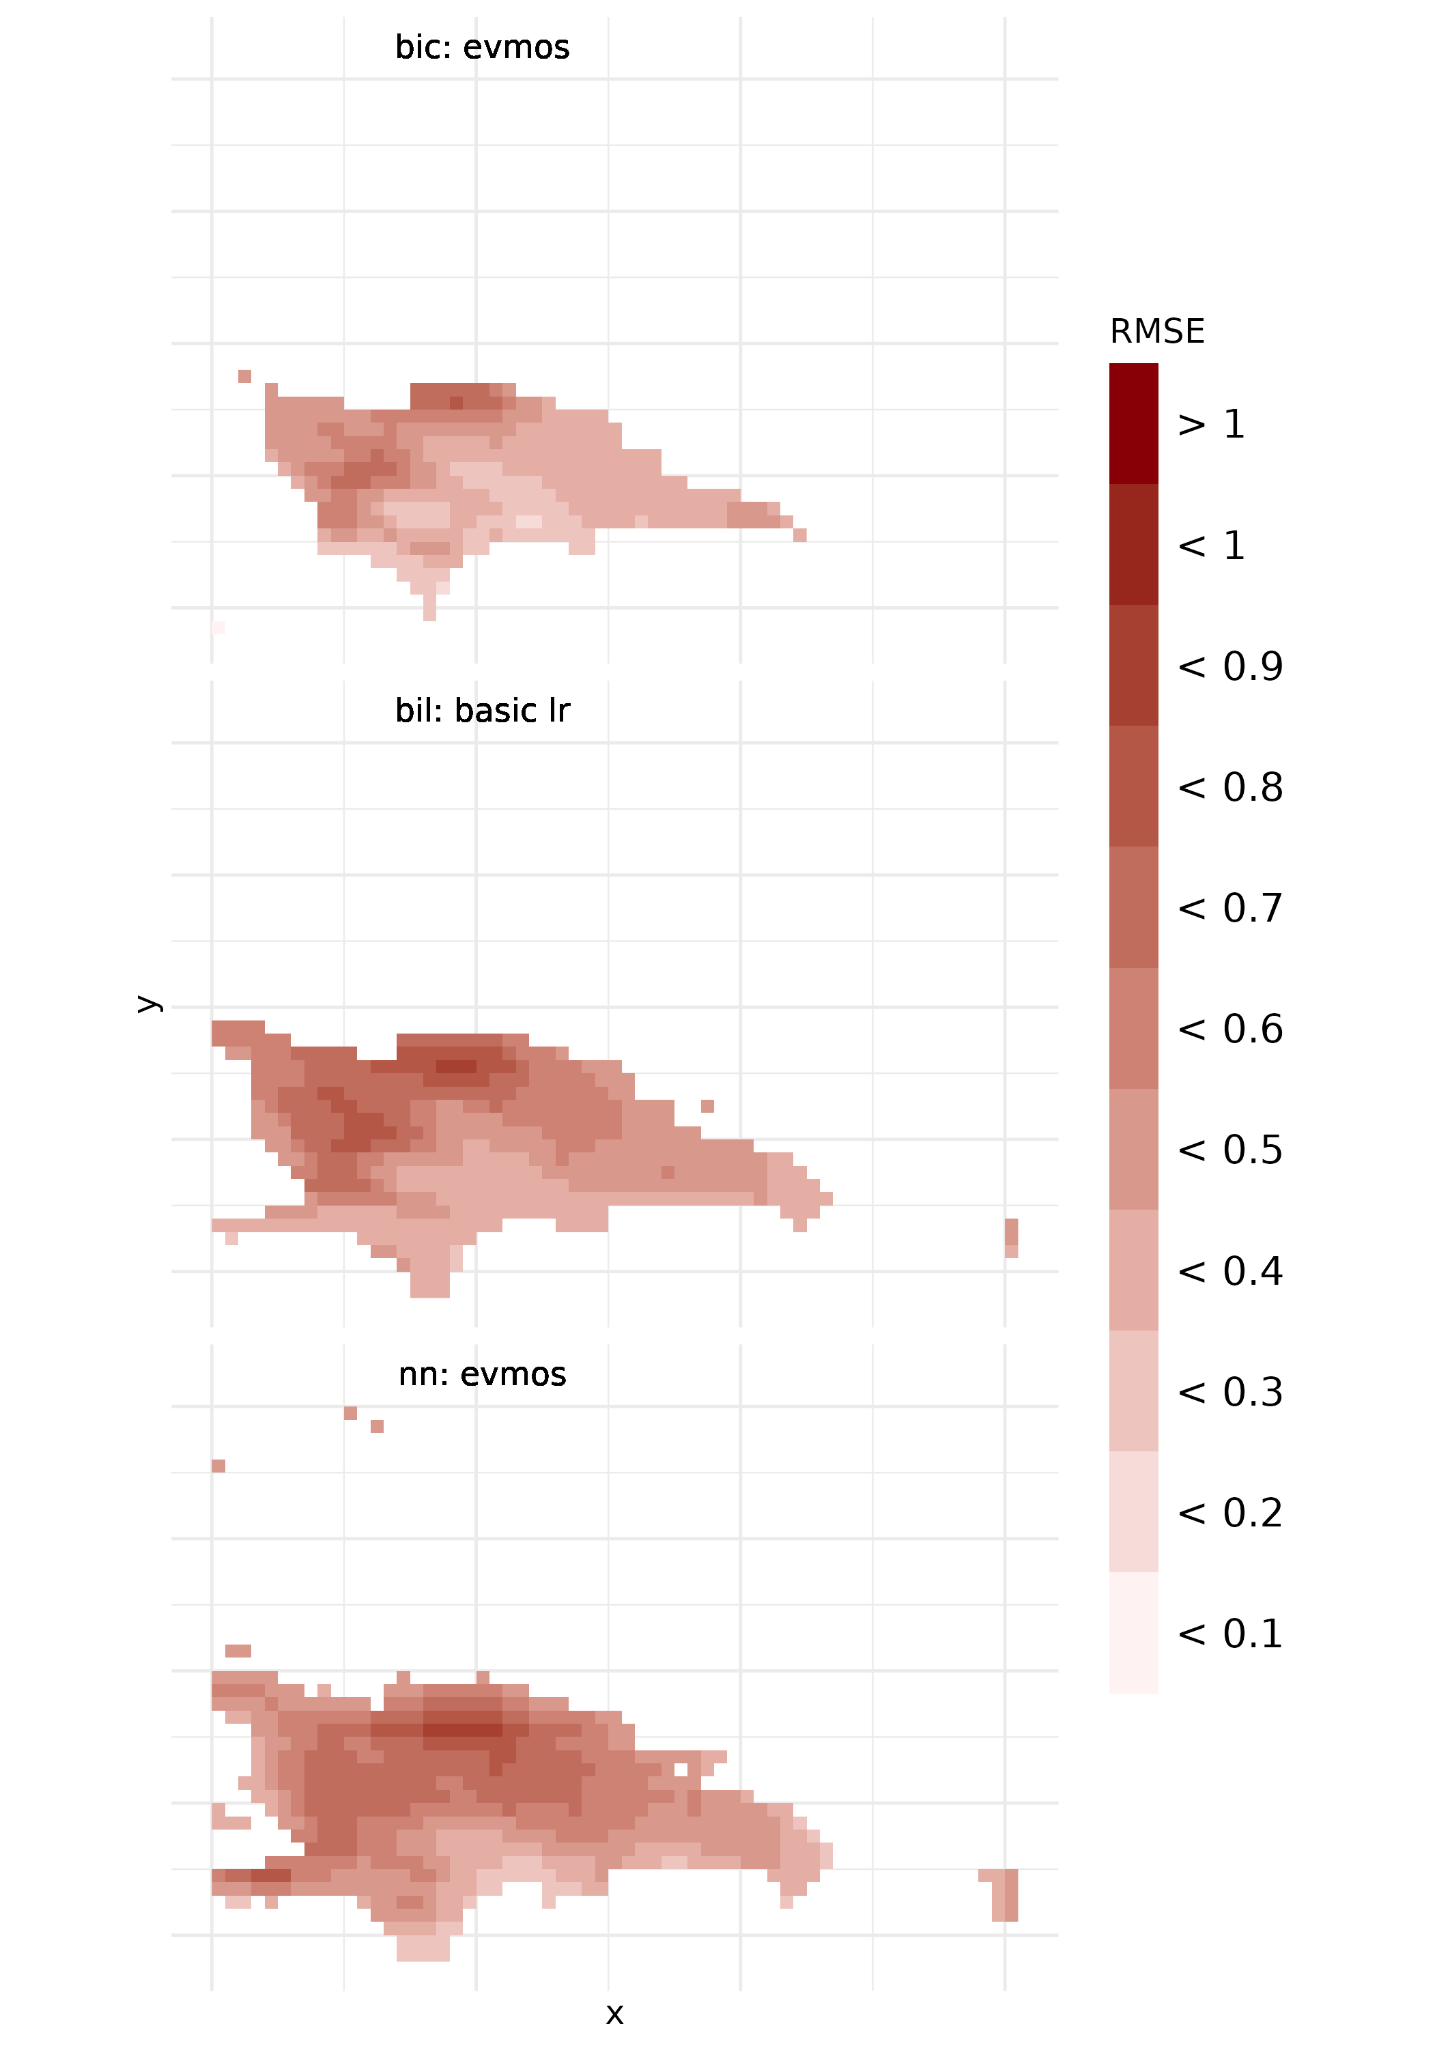 bic: evmos
bil: basic lr
nn: evmos
y
x
RMSE
> 1
< 1
< 0.9
< 0.8
< 0.7
< 0.6
< 0.5
< 0.4
< 0.3
< 0.2
< 0.1